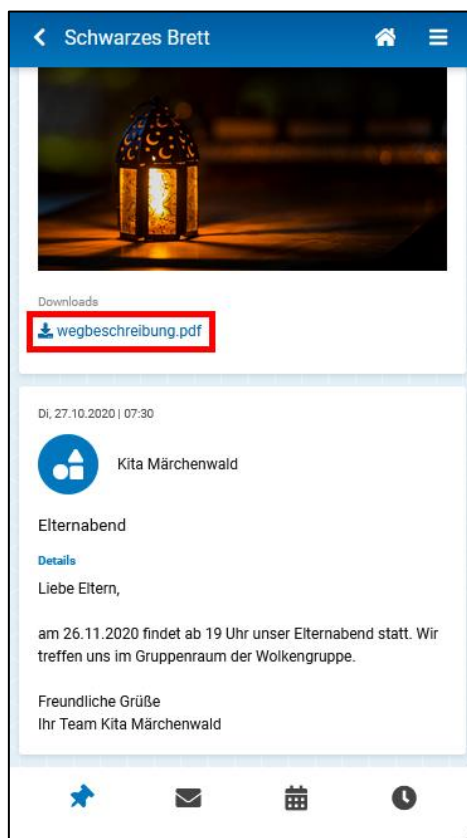 Schwarzes Brett
Downloads
wegbeschreibung.pdf
Di, 27.10.2020 | 07:30
Kita Märchenwald
Elternabend
Details
Liebe Eltern,
am 26.11.2020 findet ab 19 Uhr unser Elternabend statt. Wir
treffen uns im Gruppenraum der Wolkengruppe.
Freundliche Grüße
Ihr Team Kita Märchenwald